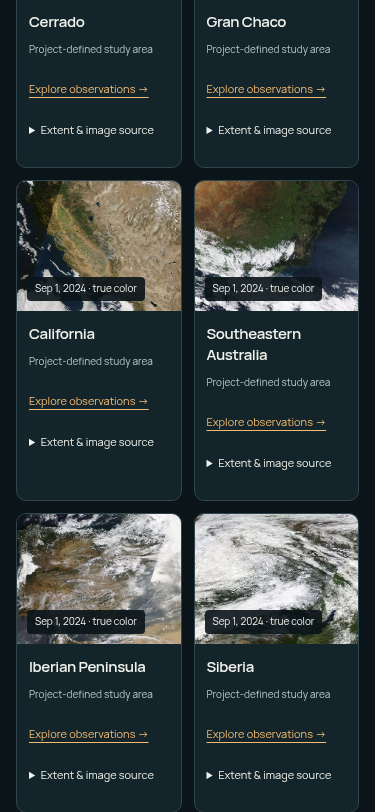 Cerrado
Project-defined study area
Explore observations →
▶ Extent & image source
Gran Chaco
Project-defined study area
Explore observations →
▶ Extent & image source
Sep 1, 2024 · true color
California
Project-defined study area
Explore observations →
▶ Extent & image source
Sep 1, 2024 · true color
Southeastern
Australia
Project-defined study area
Explore observations →
▶ Extent & image source
Sep 1, 2024 · true color
Iberian Peninsula
Project-defined study area
Explore observations →
▶ Extent & image source
Sep 1, 2024 · true color
Siberia
Project-defined study area
Explore observations →
▶ Extent & image source